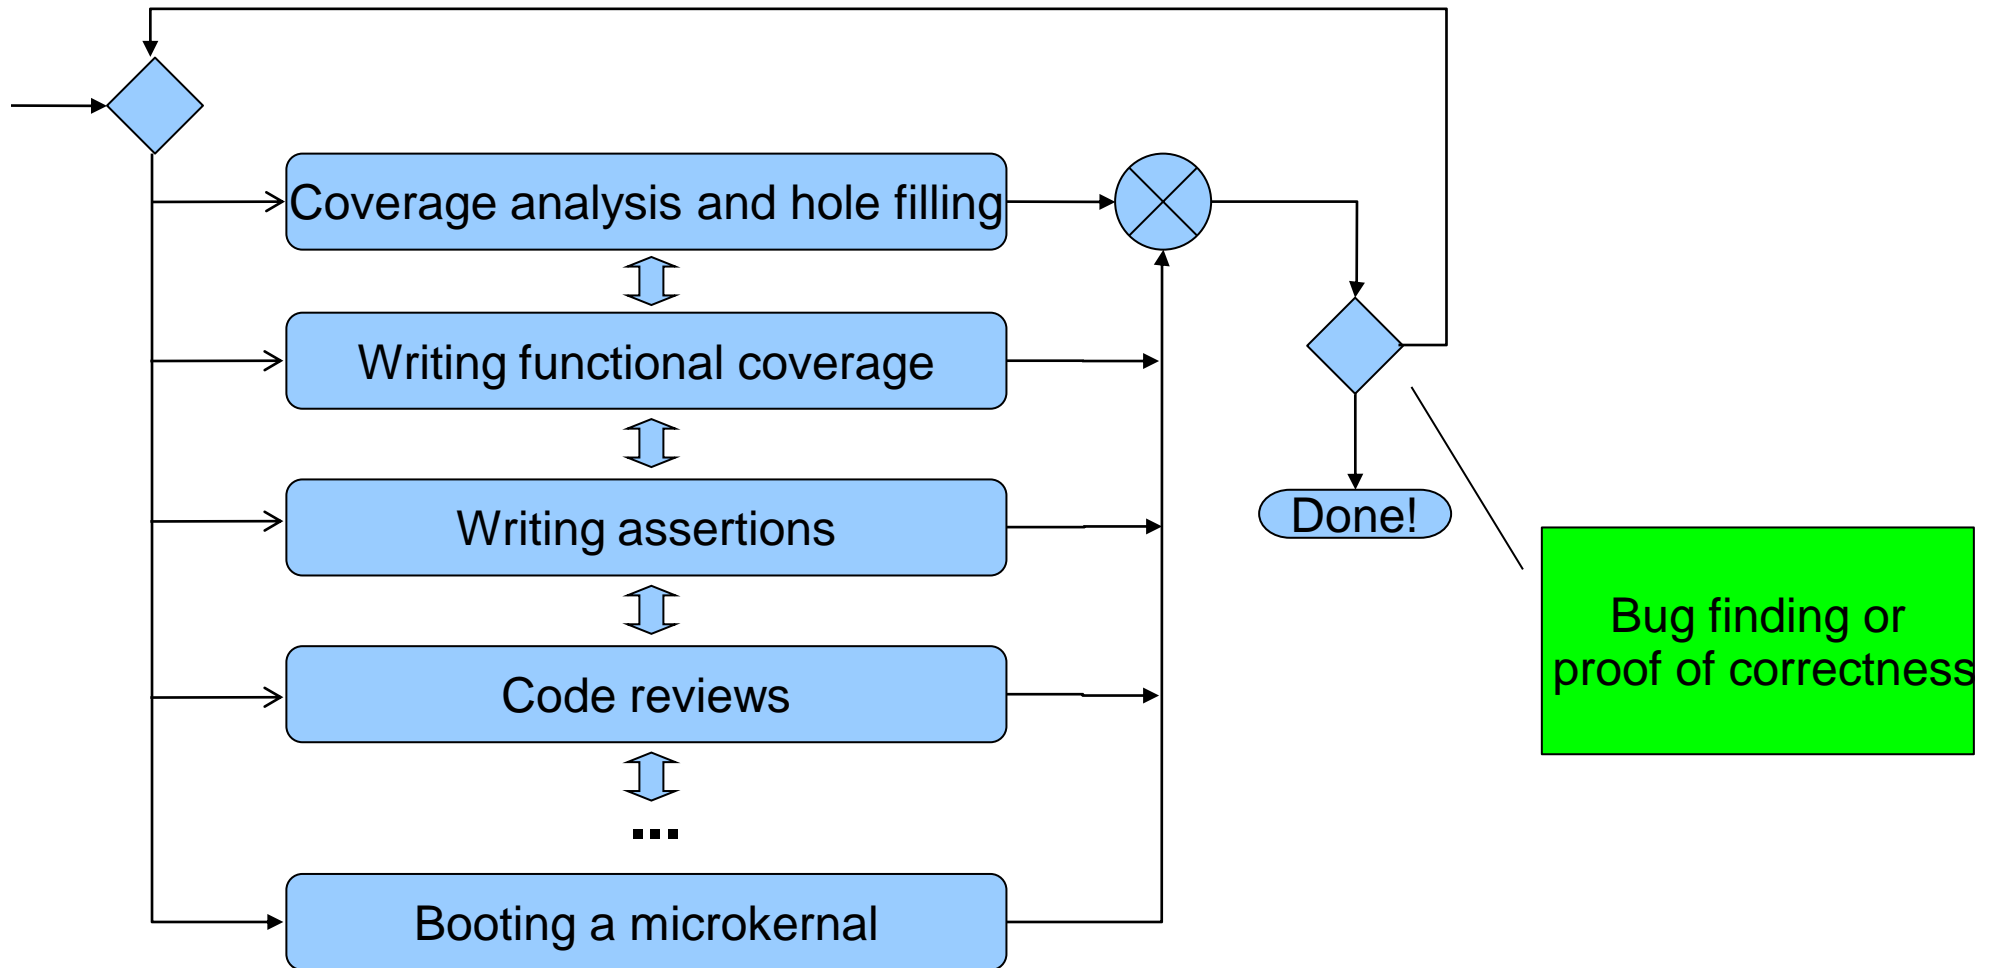 Coverage analysis and hole filling
Writing functional coverage
Writing assertions
Code reviews
...
Booting a microkernal
Done!
Bug finding or
proof of correctness